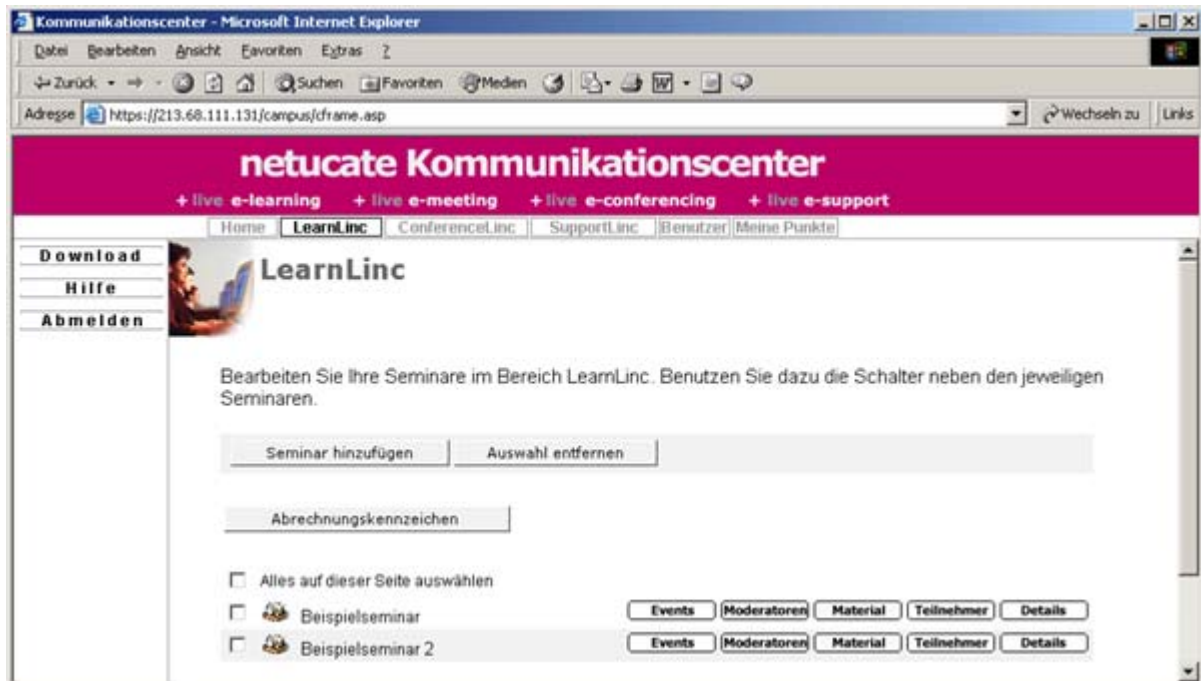 Kommunikationscenter - Microsoft Internet Explorer
Datei Bearbeiten Ansicht Favoriten Extras ?
Zurück Suchen Favoriten Medien
Adresse https://213.68.111.131/campus/cframe.asp Wechseln zu Links
netucate Kommunikationscenter
+ live e-learning + live e-meeting + live e-conferencing + live e-support
Home LearnLinc ConferenceLinc SupportLinc Benutzer Meine Punkte
Download
Hilfe
Abmelden
LearnLinc
Bearbeiten Sie Ihre Seminare im Bereich LearnLinc. Benutzen Sie dazu die Schalter neben den jeweiligen
Seminaren.
Seminar hinzufügen Auswahl entfernen
Abrechnungskennzeichen
Alles auf dieser Seite auswählen
Beispielseminar Events Moderatoren Material Teilnehmer Details
Beispielseminar 2 Events Moderatoren Material Teilnehmer Details